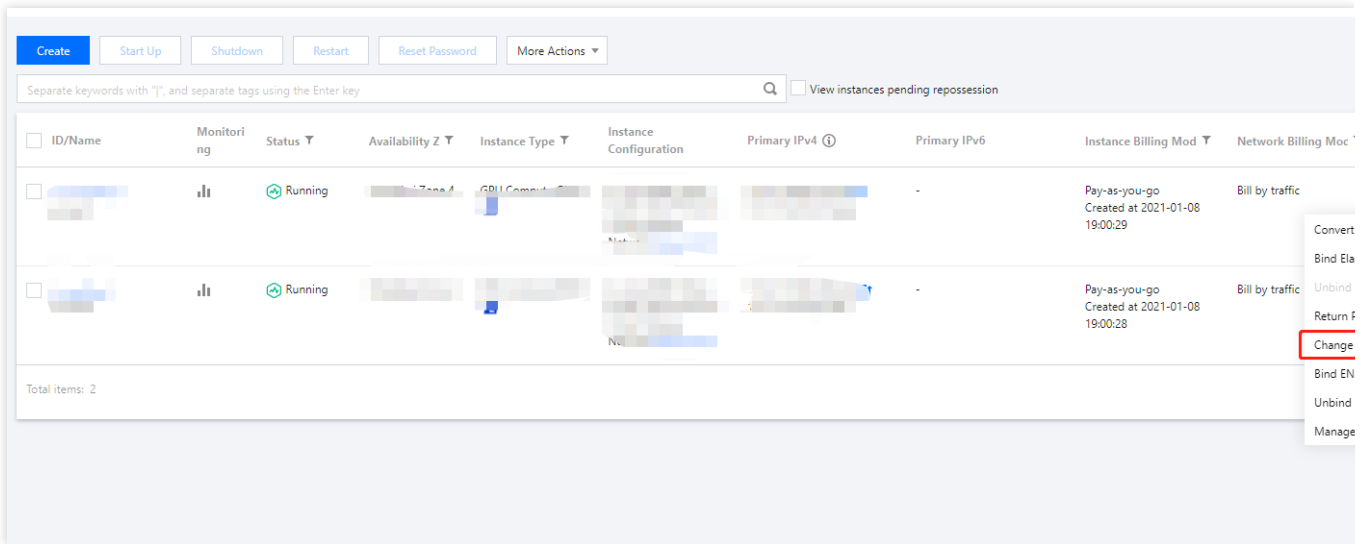 Create Start Up Shutdown Restart Reset Password More Actions
Separate keywords with "|", and separate tags using the Enter key View instances pending repossession
ID/Name Monitori ng Status Availability Z Instance Type Instance Configuration Primary IPv4 Primary IPv6 Instance Billing Mod Network Billing Moc
Running - Pay-as-you-go Bill by traffic
Created at 2021-01-08
19:00:29
Convert
Bind Ela
Running - Pay-as-you-go Bill by traffic
Unbind
Created at 2021-01-08
19:00:28
Return P
Change
Bind EN
Unbind
Manage
Total items: 2